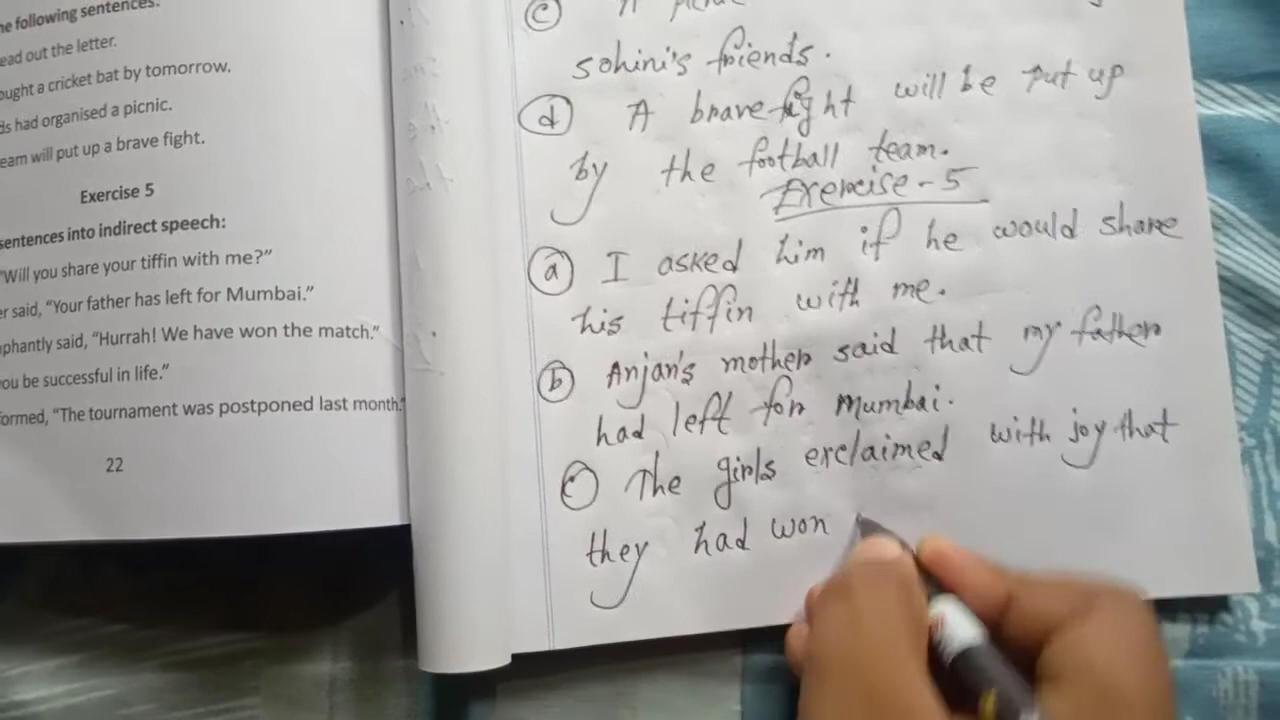 he following sentences.
ead out the letter.
ought a cricket bat by tomorrow.
ds had organised a picnic.
eam will put up a brave fight.
Exercise 5
sentences into indirect speech:
"Will you share your tiffin with me?"
er said, "Your father has left for Mumbai."
phantly said, "Hurrah! We have won the match."
ou be successful in life."
ormed, "The tournament was postponed last month."
22
c A
sohini's friends.
d A brave fight will be put up
by the football team.
Exercise-5
a I asked him if he would share
his tiffin with me.
b Anjan's mother said that my father
had left for Mumbai.
c The girls exclaimed with joy that
they had won